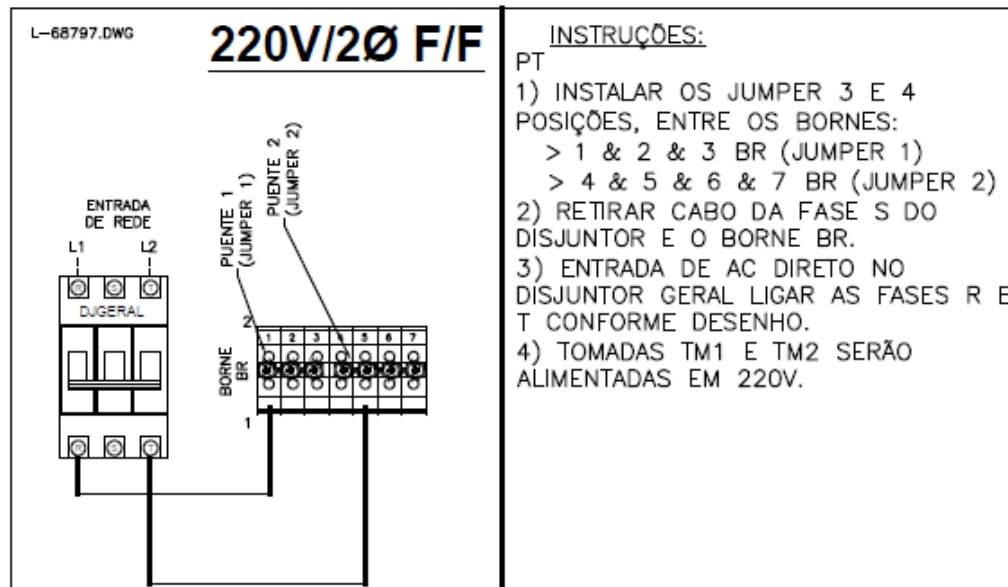 L-68797.DWG
220V/2Ø F/F
ENTRADA
DE REDE
L1 L2
R S T
DJGERAL
R S T
PUENTE 1
(JUMPER 1)
PUENTE 2
(JUMPER 2)
BORNE
BR
2
1 2 3 4 5 6 7
1
INSTRUÇÕES:
PT
1) INSTALAR OS JUMPER 3 E 4
POSIÇÕES, ENTRE OS BORNES:
> 1 & 2 & 3 BR (JUMPER 1)
> 4 & 5 & 6 & 7 BR (JUMPER 2)
2) RETIRAR CABO DA FASE S DO
DISJUNTOR E O BORNE BR.
3) ENTRADA DE AC DIRETO NO
DISJUNTOR GERAL LIGAR AS FASES R E
T CONFORME DESENHO.
4) TOMADAS TM1 E TM2 SERÃO
ALIMENTADAS EM 220V.